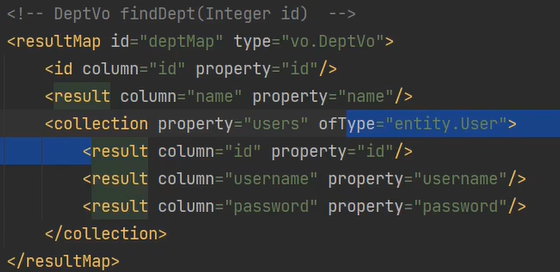 <!-- DeptVo findDept(Integer id)  -->
<resultMap id="deptMap" type="vo.DeptVo">
    <id column="id" property="id"/>
    <result column="name" property="name"/>
    <collection property="users" ofType="entity.User">
        <result column="id" property="id"/>
        <result column="username" property="username"/>
        <result column="password" property="password"/>
    </collection>
</resultMap>